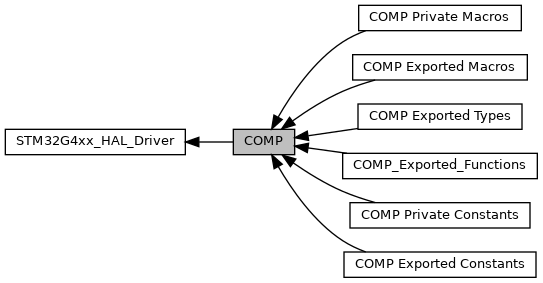 COMP Private Macros
COMP Exported Macros
COMP Exported Types
STM32G4xx_HAL_Driver
COMP
COMP_Exported_Functions
COMP Private Constants
COMP Exported Constants